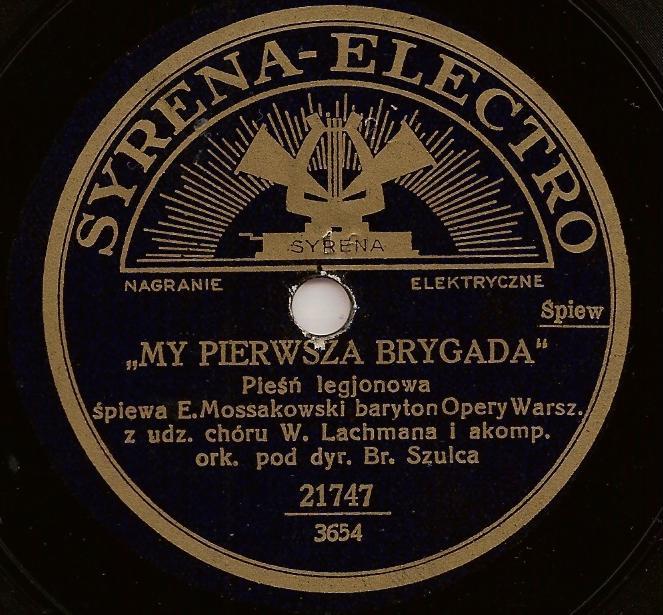 SYRENA-ELECTRO
SYRENA
NAGRANIE ELEKTRYCZNE
Śpiew
„MY PIERWSZA BRYGADA"
Pieśń legjonowa
śpiewa E. Mossakowski baryton Opery Warsz.
z udz. chóru W. Lachmana i akomp.
ork. pod dyr. Br. Szulca
21747
3654